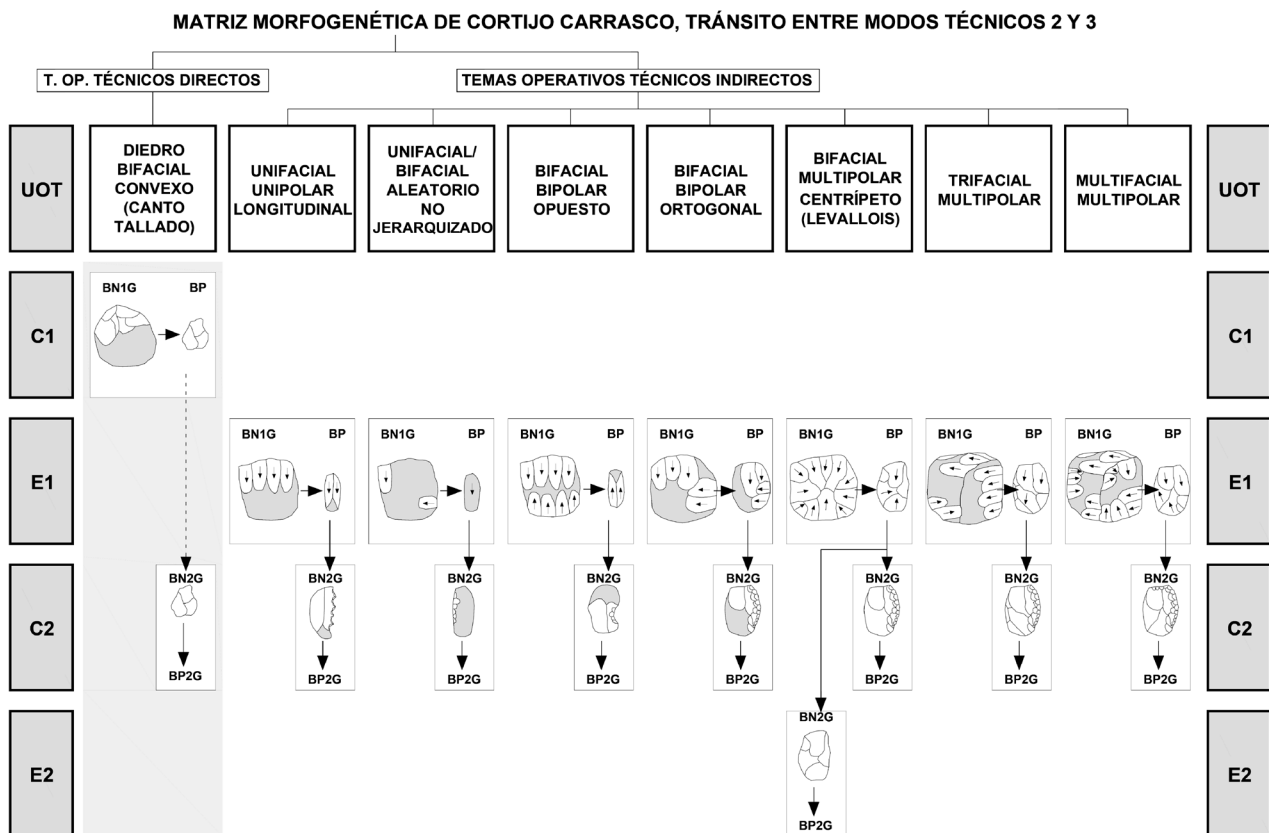 MATRIZ MORFOGENÉTICA DE CORTIJO CARRASCO, TRÁNSITO ENTRE MODOS TÉCNICOS 2 Y 3
T. OP. TÉCNICOS DIRECTOS
TEMAS OPERATIVOS TÉCNICOS INDIRECTOS
UOT
DIEDRO
BIFACIAL
CONVEXO
(CANTO
TALLADO)
UNIFACIAL
UNIPOLAR
LONGITUDINAL
UNIFACIAL/
BIFACIAL
ALEATORIO
NO
JERARQUIZADO
BIFACIAL
BIPOLAR
OPUESTO
BIFACIAL
BIPOLAR
ORTOGONAL
BIFACIAL
MULTIPOLAR
CENTRÍPETO
(LEVALLOIS)
TRIFACIAL
MULTIPOLAR
MULTIFACIAL
MULTIPOLAR
UOT
C1
BN1G BP
C1
E1
BN1G BP
BN1G BP
BN1G BP
BN1G BP
BN1G BP
BN1G BP
BN1G BP
E1
C2
BN2G
BP2G
BN2G
BP2G
BN2G
BP2G
BN2G
BP2G
BN2G
BP2G
BN2G
BP2G
BN2G
BP2G
BN2G
BP2G
C2
E2
BN2G
BP2G
E2